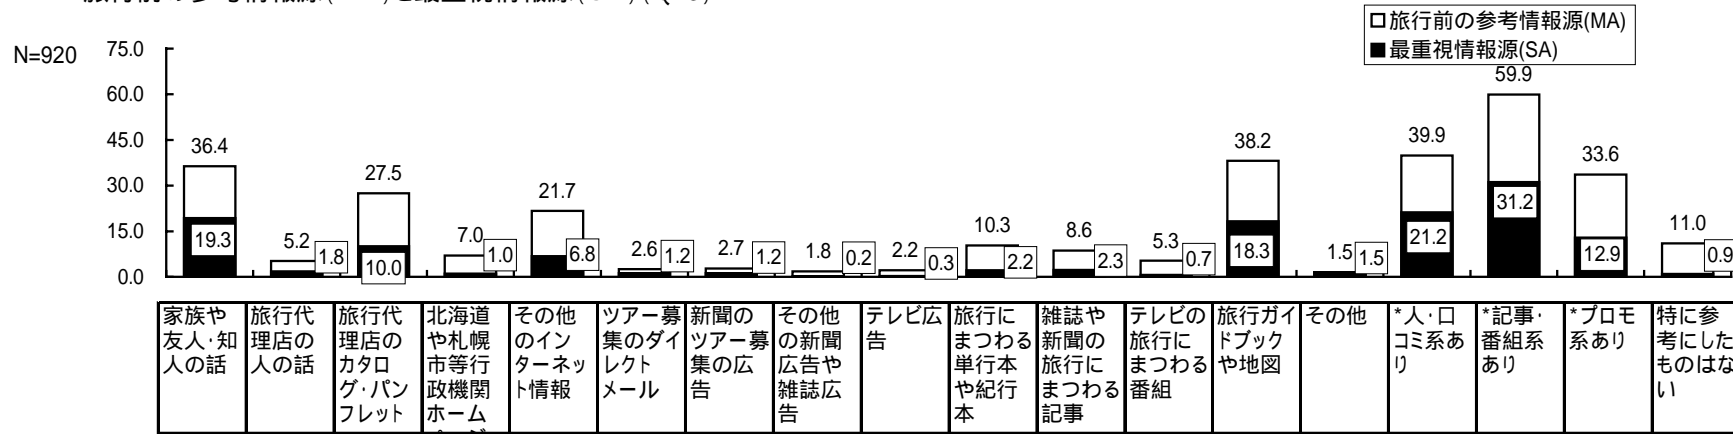 □旅行前の参考情報源(MA)
■最重視情報源(SA)
N=920
75.0
60.0
45.0
30.0
15.0
0.0
36.4
19.3
5.2
1.8
27.5
10.0
7.0
1.0
21.7
6.8
2.6
1.2
2.7
1.2
1.8
0.2
2.2
0.3
10.3
2.2
8.6
2.3
5.3
0.7
38.2
18.3
1.5
1.5
39.9
21.2
59.9
31.2
33.6
12.9
11.0
0.9
家族や
友人・知
人の話
旅行代
理店の
人の話
旅行代
理店の
カタロ
グ・パン
フレット
北海道
や札幌
市等行
政機関
ホーム
その他
のイン
ターネッ
ト情報
ツアー募
集のダイ
レクト
メール
新聞の
ツアー募
集の広
告
その他
の新聞
広告や
雑誌広
告
テレビ広
告
旅行に
まつわる
単行本
や紀行
本
雑誌や
新聞の
旅行に
まつわる
記事
テレビの
旅行に
まつわる
番組
旅行ガイ
ドブック
や地図
その他
*人・口
コミ系あ
り
*記事・
番組系
あり
*プロモ
系あり
特に参
考にした
ものはな
い